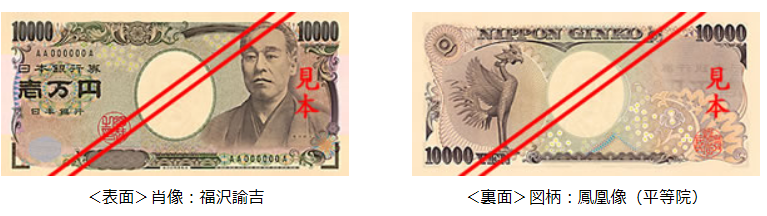 10000
10000
AA000000A
日本銀行券
壱万円
日本銀行
見本
AA000000A
<表面>肖像:福沢諭吉
NIPPON GINKO
10000
見本
10000 YEN
<裏面>図柄:鳳凰像(平等院)